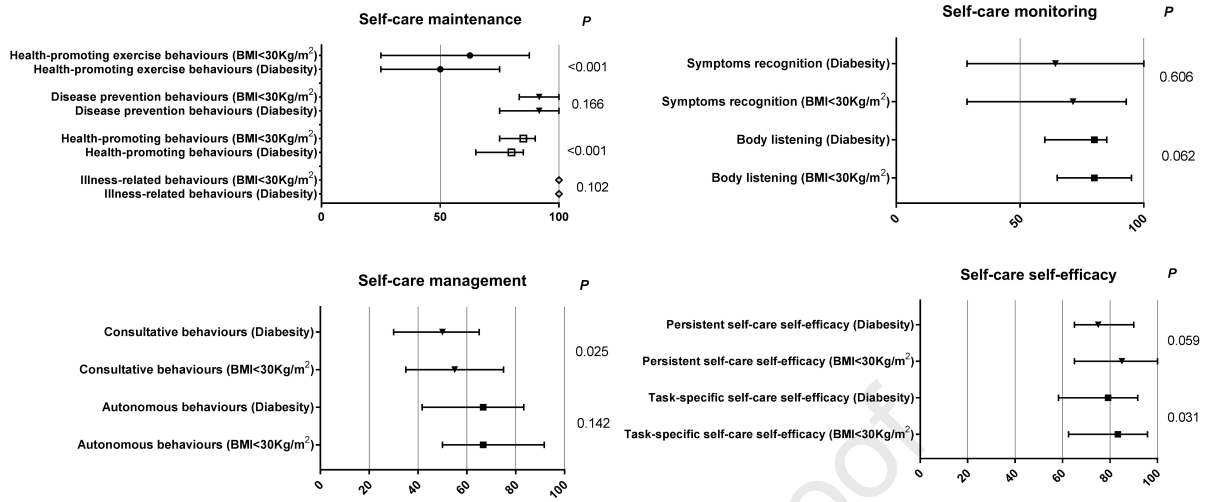 Self-care maintenance P
Health-promoting exercise behaviours (BMI<30Kg/m²)
Health-promoting exercise behaviours (Diabesity)
<0.001
Disease prevention behaviours (BMI<30Kg/m²)
Disease prevention behaviours (Diabesity)
0.166
Health-promoting behaviours (BMI<30Kg/m²)
Health-promoting behaviours (Diabesity)
<0.001
Illness-related behaviours (BMI<30Kg/m²)
Illness-related behaviours (Diabesity)
0.102
0 50 100
Self-care monitoring P
Symptoms recognition (Diabesity)
0.606
Symptoms recognition (BMI<30Kg/m²)
Body listening (Diabesity)
0.062
Body listening (BMI<30Kg/m²)
0 50 100
Self-care management P
Consultative behaviours (Diabesity)
0.025
Consultative behaviours (BMI<30Kg/m²)
Autonomous behaviours (Diabesity)
0.142
Autonomous behaviours (BMI<30Kg/m²)
0 20 40 60 80 100
Self-care self-efficacy P
Persistent self-care self-efficacy (Diabesity)
0.059
Persistent self-care self-efficacy (BMI<30Kg/m²)
Task-specific self-care self-efficacy (Diabesity)
0.031
Task-specific self-care self-efficacy (BMI<30Kg/m²)
0 20 40 60 80 100